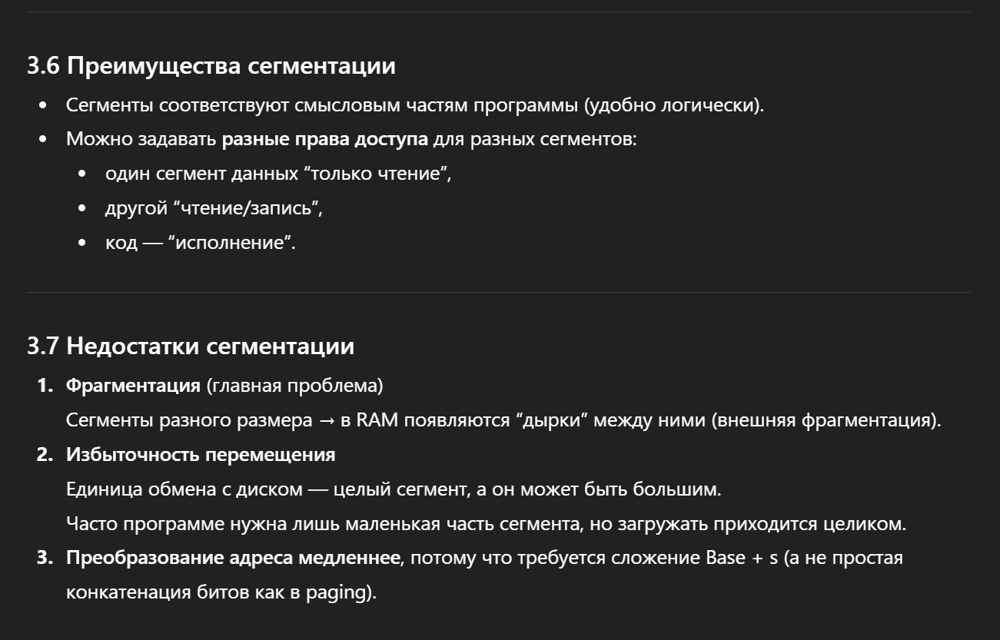 3.6 Преимущества сегментации
• Сегменты соответствуют смысловым частям программы (удобно логически).
• Можно задавать разные права доступа для разных сегментов:
• один сегмент данных “только чтение”,
• другой “чтение/запись”,
• код — “исполнение”.
3.7 Недостатки сегментации
1. Фрагментация (главная проблема)
Сегменты разного размера → в RAM появляются “дырки” между ними (внешняя фрагментация).
2. Избыточность перемещения
Единица обмена с диском — целый сегмент, а он может быть большим.
Часто программе нужна лишь маленькая часть сегмента, но загружать приходится целиком.
3. Преобразование адреса медленнее, потому что требуется сложение Base + s (а не простая
конкатенация битов как в paging).